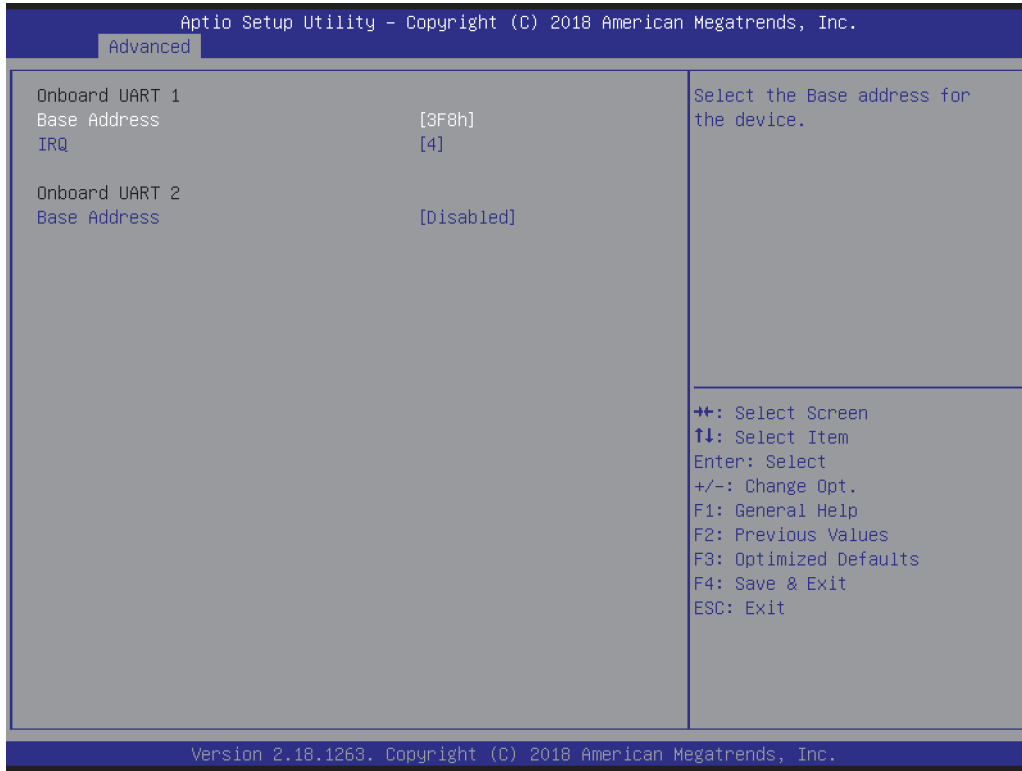 Aptio Setup Utility – Copyright (C) 2018 American Megatrends, Inc.
Advanced
Onboard UART 1
Base Address [3F8h]
IRQ [4]
Onboard UART 2
Base Address [Disabled]
Select the Base address for
the device.
→←: Select Screen
↑↓: Select Item
Enter: Select
+/-: Change Opt.
F1: General Help
F2: Previous Values
F3: Optimized Defaults
F4: Save & Exit
ESC: Exit
Version 2.18.1263. Copyright (C) 2018 American Megatrends, Inc.